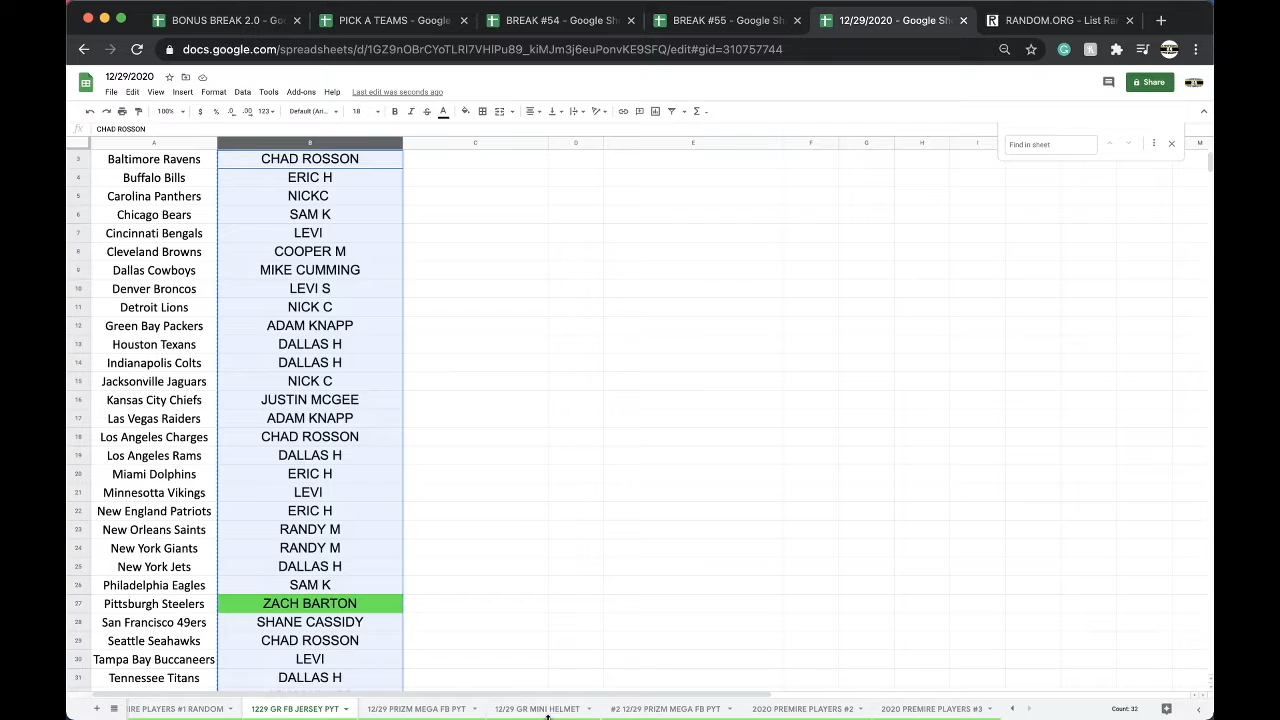 BONUS BREAK 2.0 - Google Sh
PICK A TEAMS - Google
BREAK #54 - Google Sheets
BREAK #55 - Google Sh
12/29/2020 - Google Sh
RANDOM.ORG - List Ran
docs.google.com/spreadsheets/d/1GZ9nOBrCYoTLRI7VHIPu89_kiMJm3j6euPonvKE9SFQ/edit#gid=310757744
12/29/2020
File Edit View Insert Format Data Tools Add-ons Help Last edit was seconds ago
Share
100% $ % .0 .00 123 Default (Ari... 18 B I S A
fx CHAD ROSSON
Find in sheet
A B C D E F G H I M
3 Baltimore Ravens CHAD ROSSON
4 Buffalo Bills ERIC H
5 Carolina Panthers NICKC
6 Chicago Bears SAM K
7 Cincinnati Bengals LEVI
8 Cleveland Browns COOPER M
9 Dallas Cowboys MIKE CUMMING
10 Denver Broncos LEVI S
11 Detroit Lions NICK C
12 Green Bay Packers ADAM KNAPP
13 Houston Texans DALLAS H
14 Indianapolis Colts DALLAS H
15 Jacksonville Jaguars NICK C
16 Kansas City Chiefs JUSTIN MCGEE
17 Las Vegas Raiders ADAM KNAPP
18 Los Angeles Charges CHAD ROSSON
19 Los Angeles Rams DALLAS H
20 Miami Dolphins ERIC H
21 Minnesotta Vikings LEVI
22 New England Patriots ERIC H
23 New Orleans Saints RANDY M
24 New York Giants RANDY M
25 New York Jets DALLAS H
26 Philadelphia Eagles SAM K
27 Pittsburgh Steelers ZACH BARTON
28 San Francisco 49ers SHANE CASSIDY
29 Seattle Seahawks CHAD ROSSON
30 Tampa Bay Buccaneers LEVI
31 Tennessee Titans DALLAS H
IRE PLAYERS #1 RANDOM
1229 GR FB JERSEY PYT
12/29 PRIZM MEGA FB PYT
12/29 GR MINI HELMET
#2 12/29 PRIZM MEGA FB PYT
2020 PREMIRE PLAYERS #2
2020 PREMIRE PLAYERS #3
Count: 32